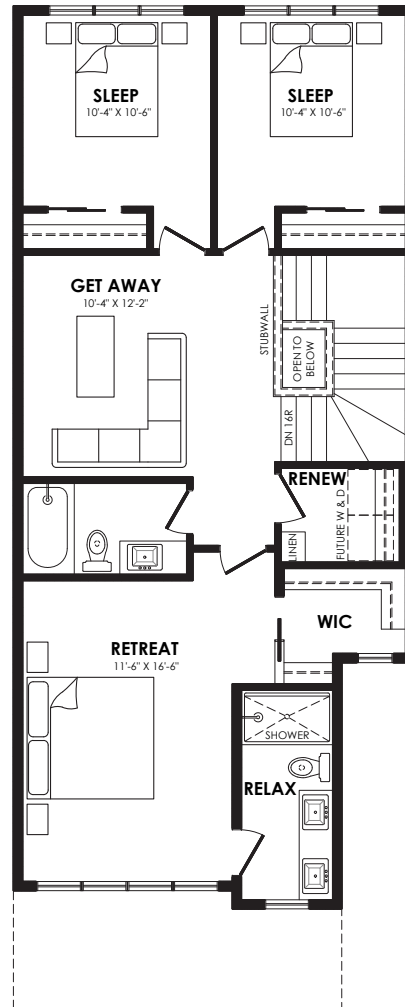 SLEEP
10'-4" X 10'-6"
SLEEP
10'-4" X 10'-6"
GET AWAY
10'-4" X 12'-2"
STUBWALL
OPEN TO
BELOW
DN 16R
RENEW
LINEN
FUTURE W & D
WIC
RETREAT
11'-6" X 16'-6"
SHOWER
RELAX